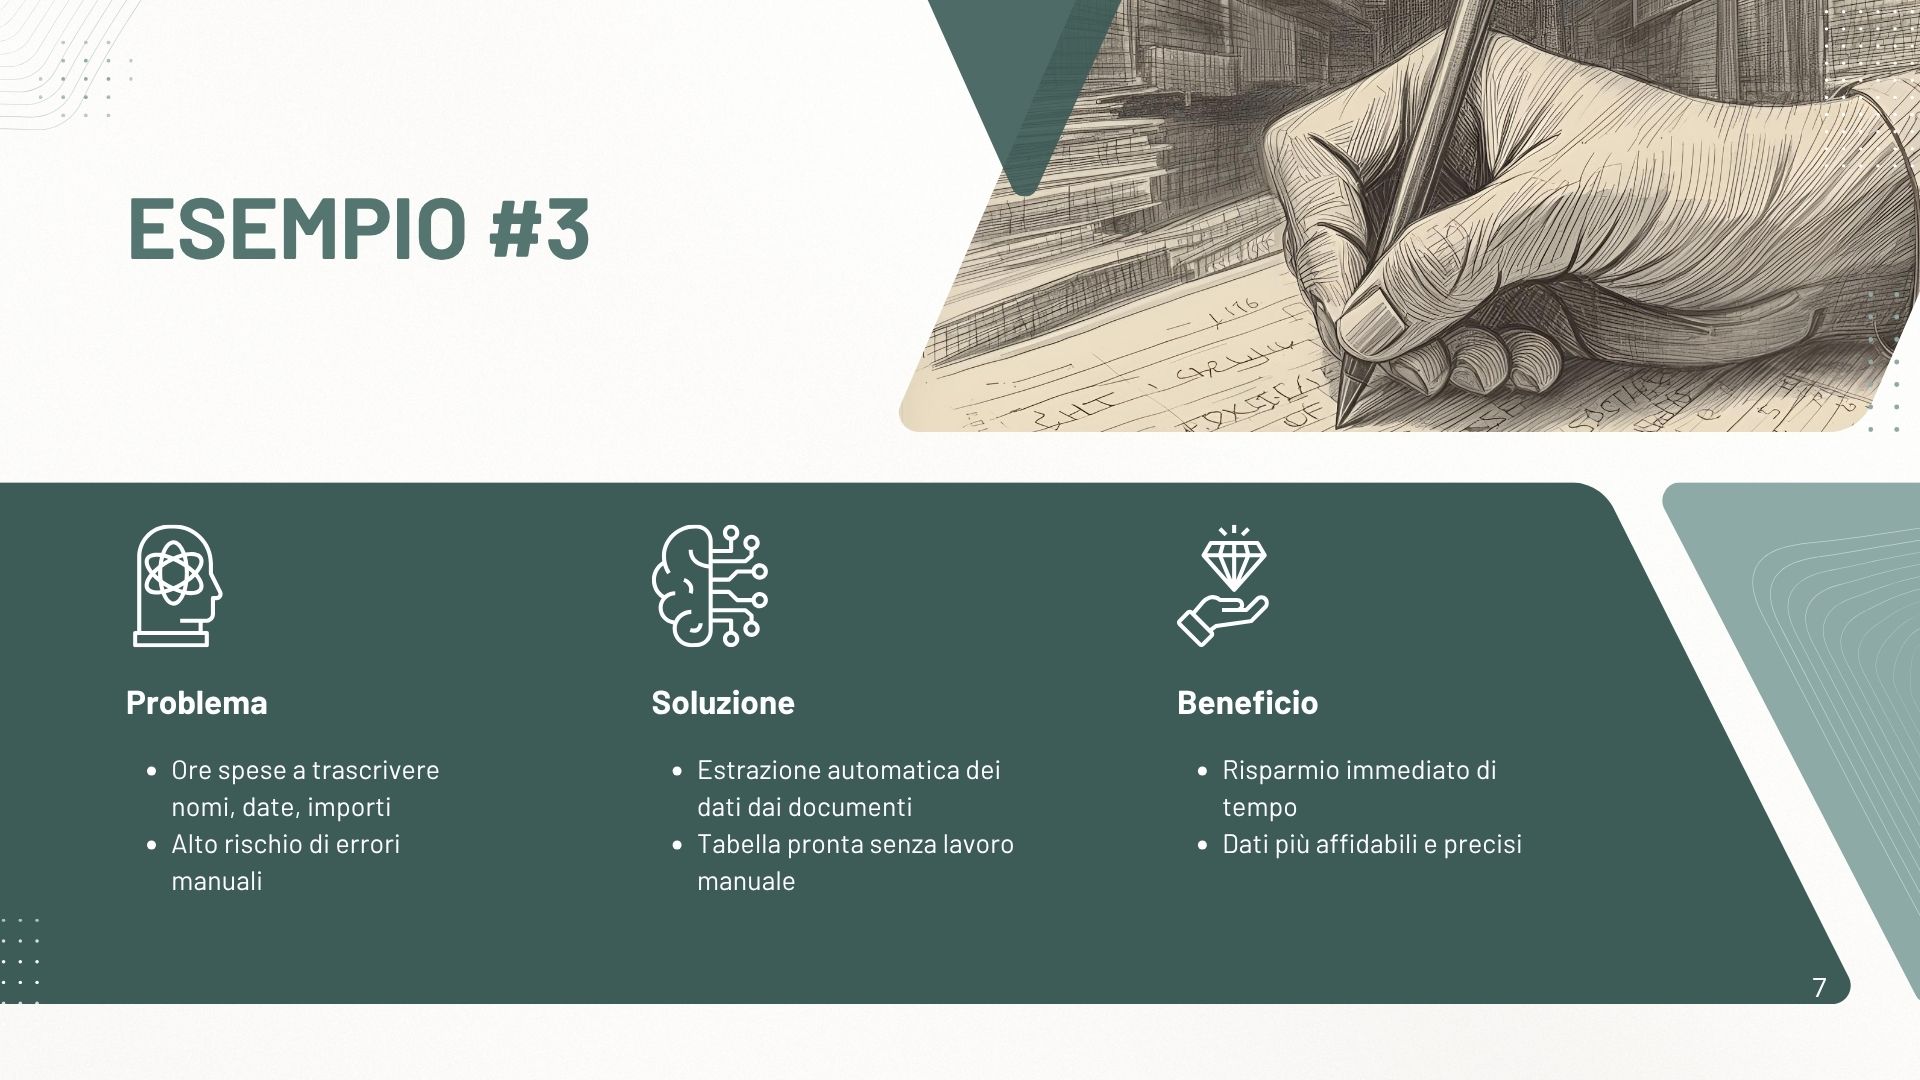 ESEMPIO #3
Problema
Ore spese a trascrivere
nomi, date, importi
Alto rischio di errori
manuali
Soluzione
Estrazione automatica dei
dati dai documenti
Tabella pronta senza lavoro
manuale
Beneficio
Risparmio immediato di
tempo
Dati più affidabili e precisi
7